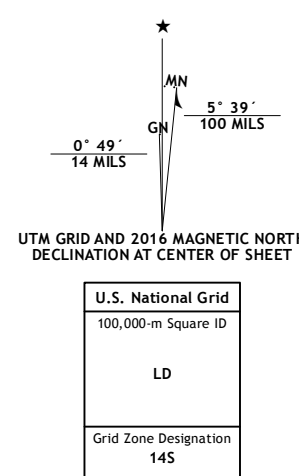 MN
GN
5° 39´
100 MILS
0° 49´
14 MILS
UTM GRID AND 2016 MAGNETIC NORTH
DECLINATION AT CENTER OF SHEET
U.S. National Grid
100,000-m Square ID
LD
Grid Zone Designation
14S